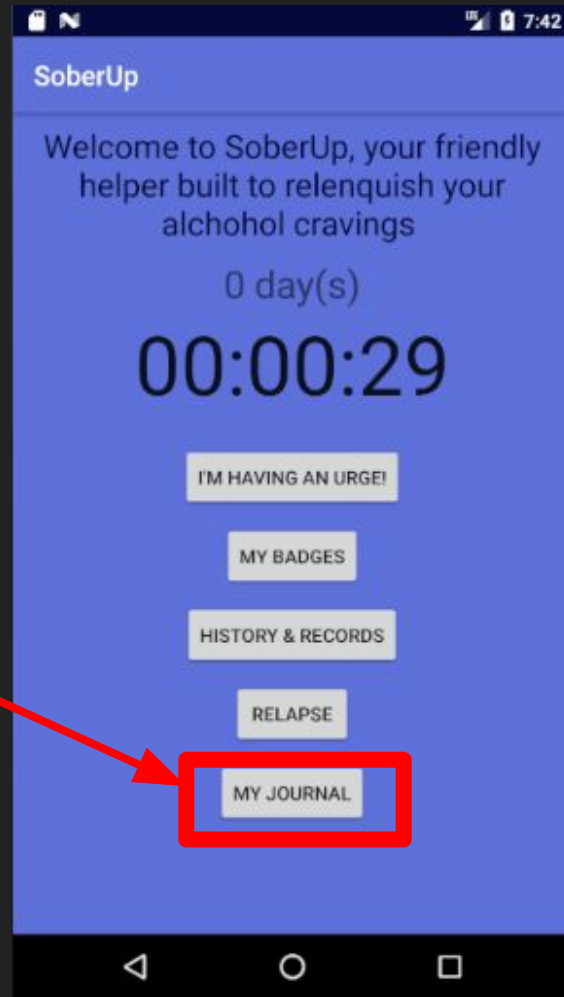 7:42
SoberUp
Welcome to SoberUp, your friendly
helper built to relenquish your
alchohol cravings
0 day(s)
00:00:29
I'M HAVING AN URGE!
MY BADGES
HISTORY & RECORDS
RELAPSE
MY JOURNAL